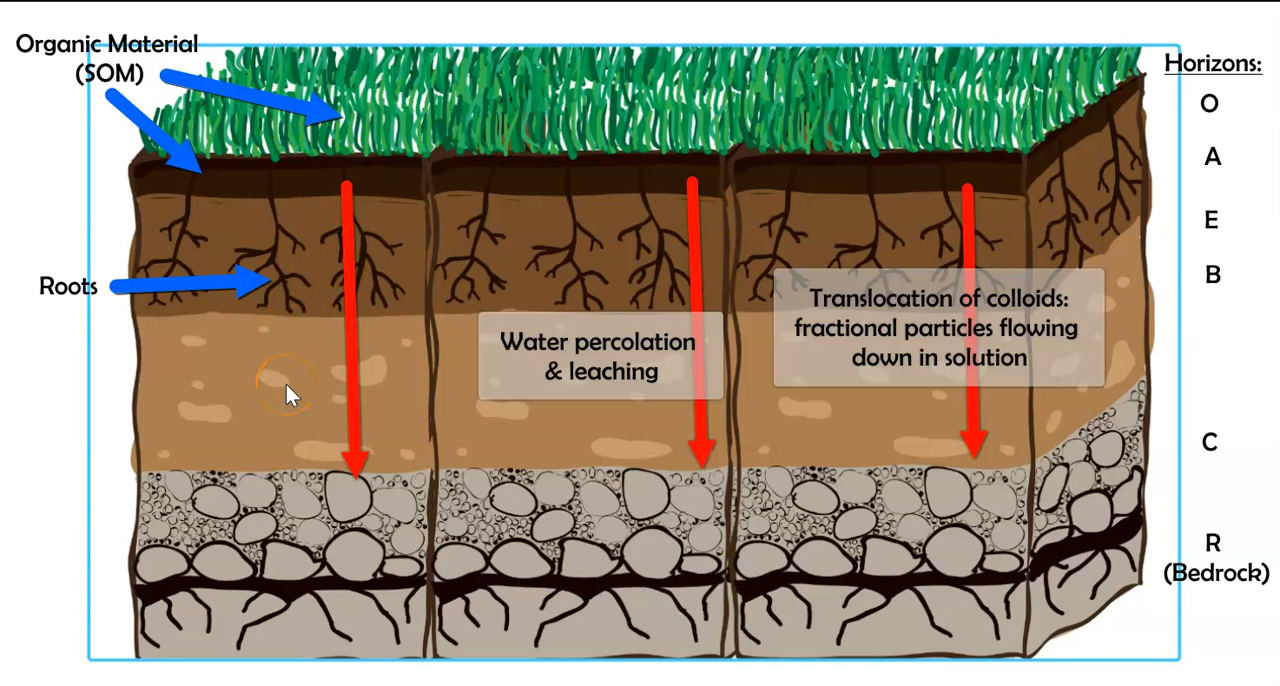 Organic Material
(SOM)
Horizons:
O
A
E
Roots
B
Water percolation
& leaching
Translocation of colloids:
fractional particles flowing
down in solution
C
R
(Bedrock)